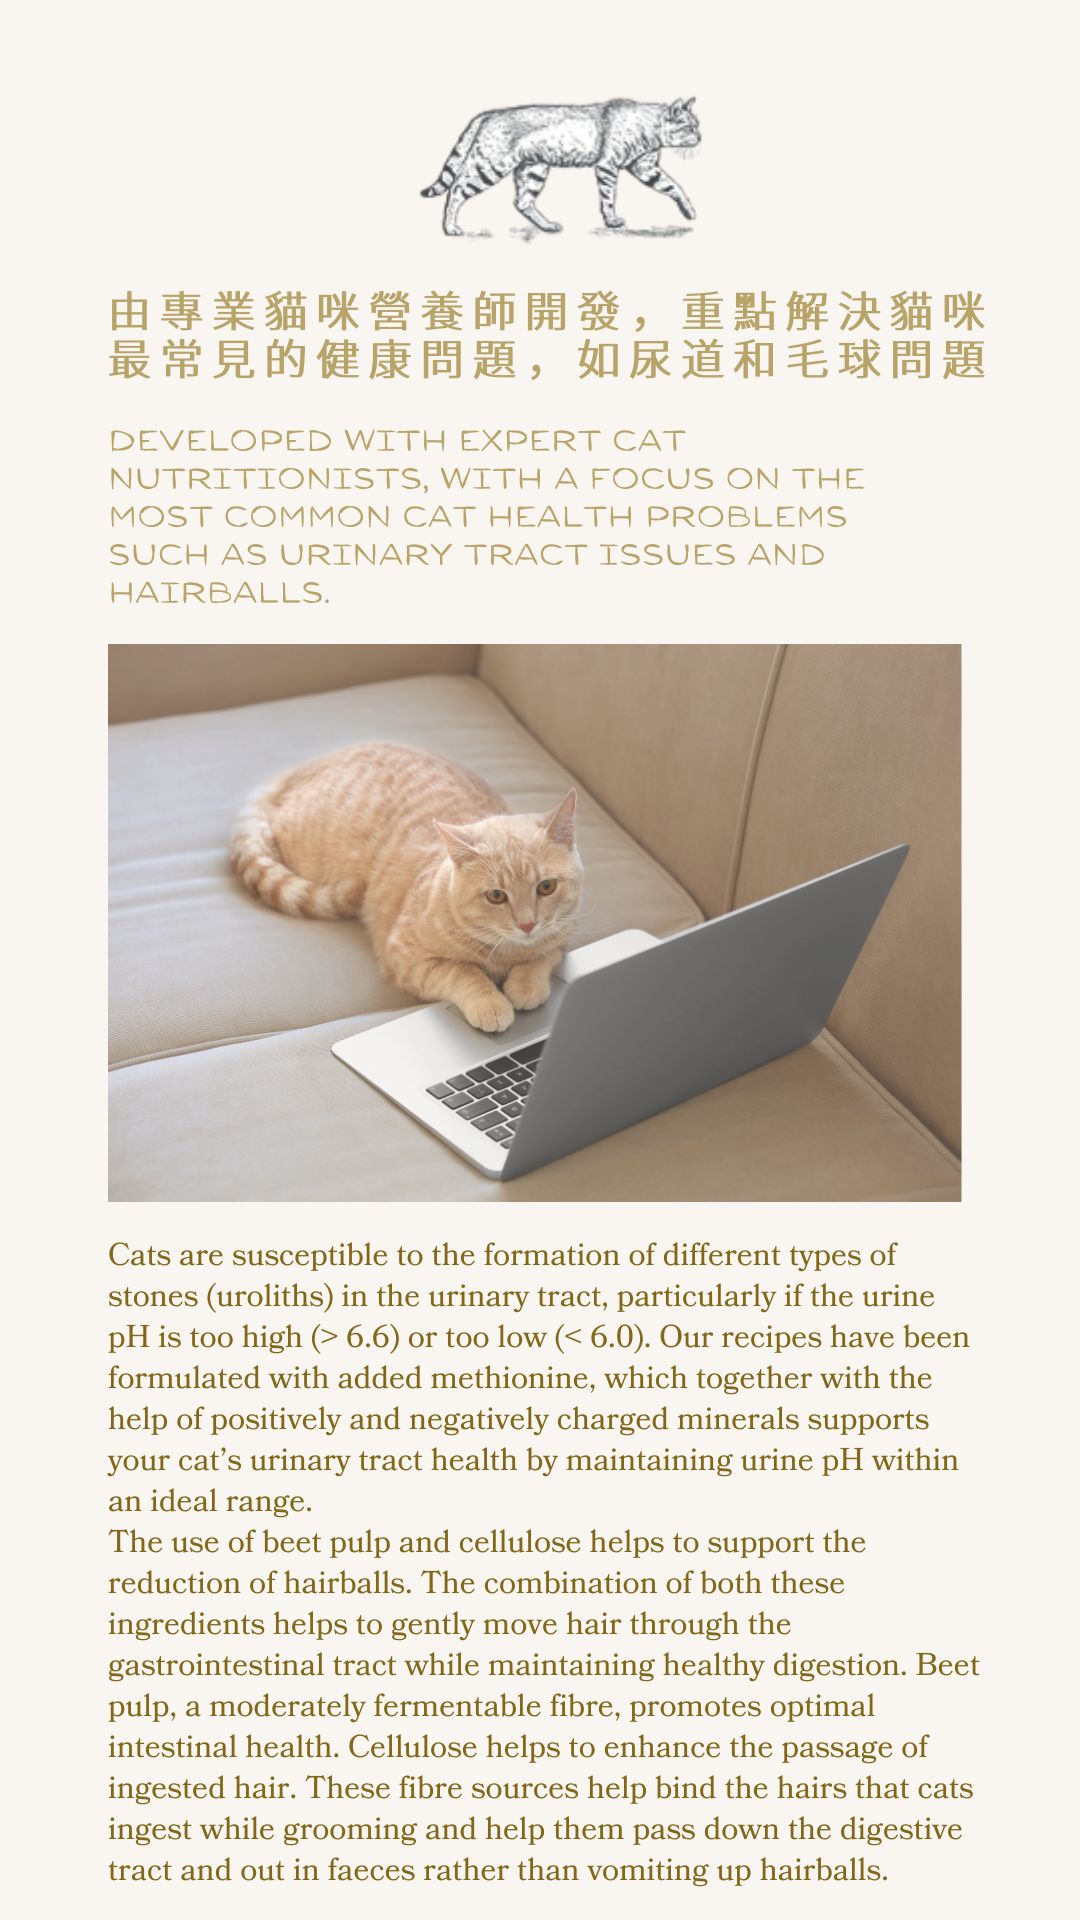 由專業貓咪營養師開發，重點解決貓咪
最常見的健康問題，如尿道和毛球問題
DEVELOPED WITH EXPERT CAT
NUTRITIONISTS, WITH A FOCUS ON THE
MOST COMMON CAT HEALTH PROBLEMS
SUCH AS URINARY TRACT ISSUES AND
HAIRBALLS.
Cats are susceptible to the formation of different types of
stones (uroliths) in the urinary tract, particularly if the urine
pH is too high (> 6.6) or too low (< 6.0). Our recipes have been
formulated with added methionine, which together with the
help of positively and negatively charged minerals supports
your cat’s urinary tract health by maintaining urine pH within
an ideal range.
The use of beet pulp and cellulose helps to support the
reduction of hairballs. The combination of both these
ingredients helps to gently move hair through the
gastrointestinal tract while maintaining healthy digestion. Beet
pulp, a moderately fermentable fibre, promotes optimal
intestinal health. Cellulose helps to enhance the passage of
ingested hair. These fibre sources help bind the hairs that cats
ingest while grooming and help them pass down the digestive
tract and out in faeces rather than vomiting up hairballs.